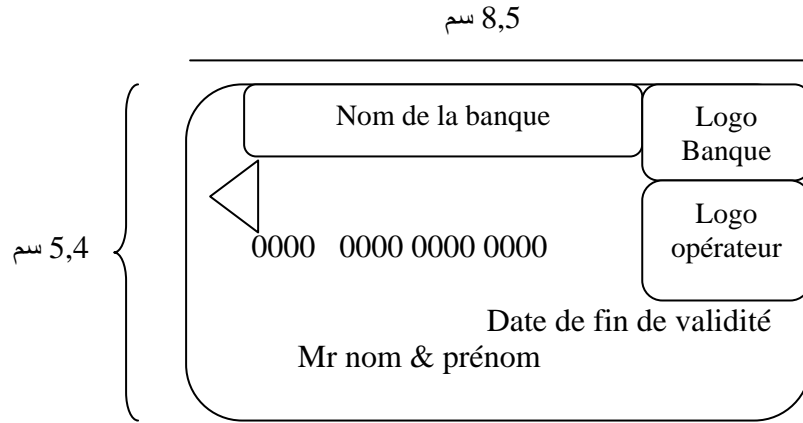 8,5 سم
Nom de la banque
Logo
Banque
Logo
opérateur
5,4 سم
0000 0000 0000 0000
Date de fin de validité
Mr nom & prénom